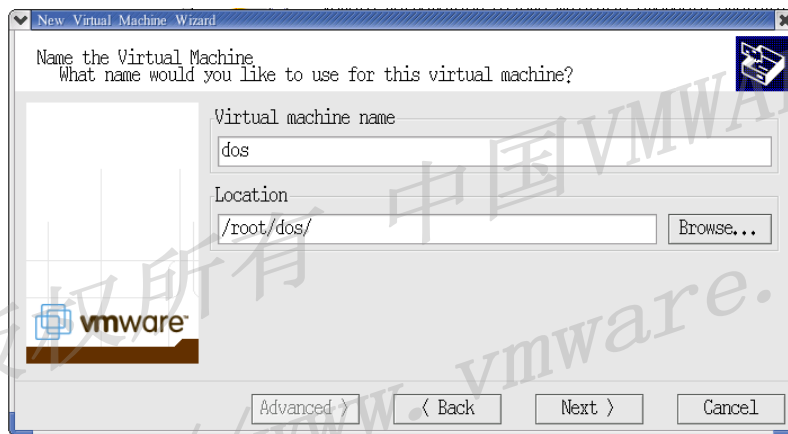 New Virtual Machine Wizard
Name the Virtual Machine
What name would you like to use for this virtual machine?
Virtual machine name
dos
Location
/root/dos/
Browse...
vmware
Advanced >
< Back
Next >
Cancel
权所有 中国VMWA
www.vmware.